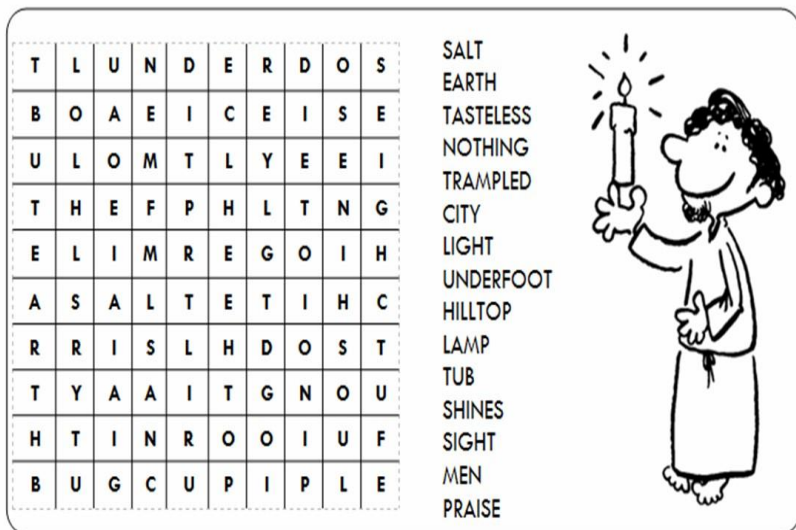 T L U N D E R D O S
B O A E I C E I S E
U L O M T L Y E E I
T H E F P H L T N G
E L I M R E G O I H
A S A L T E T I H C
R R I S L H D O S T
T Y A A I T G N O U
H T I N R O O I U F
B U G C U P I P L E
SALT
EARTH
TASTELESS
NOTHING
TRAMPLED
CITY
LIGHT
UNDERFOOT
HILLTOP
LAMP
TUB
SHINES
SIGHT
MEN
PRAISE